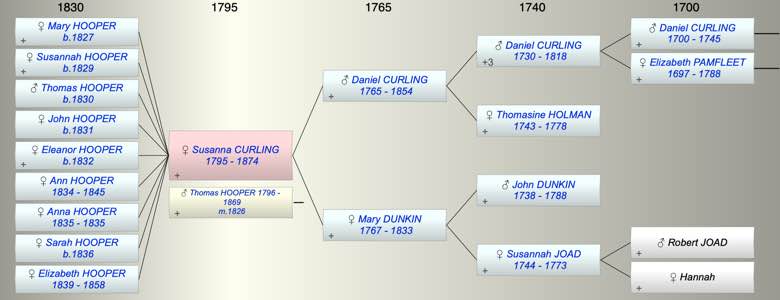 1830 1795 1765 1740 1700
♀ Mary HOOPER
b.1827
+
♀ Susannah HOOPER
b.1829
+
♂ Thomas HOOPER
b.1830
♀ John HOOPER
b.1831
♀ Eleanor HOOPER
b.1832
+
♀ Ann HOOPER
1834 - 1845
♀ Anna HOOPER
1835 - 1835
♀ Sarah HOOPER
b.1836
+
♀ Elizabeth HOOPER
1839 - 1858
♀ Susanna CURLING
1795 - 1874
+
♂ Thomas HOOPER 1796 -
1869
m.1826
+
♂ Daniel CURLING
1765 - 1854
+
♀ Mary DUNKIN
1767 - 1833
+
♂ Daniel CURLING
1730 - 1818
+3
♀ Thomasine HOLMAN
1743 - 1778
♂ John DUNKIN
1738 - 1788
+
♀ Susannah JOAD
1744 - 1773
+
♂ Daniel CURLING
1700 - 1745
+
♀ Elizabeth PAMFLEET
1697 - 1788
+
♂ Robert JOAD
+
♀ Hannah
+